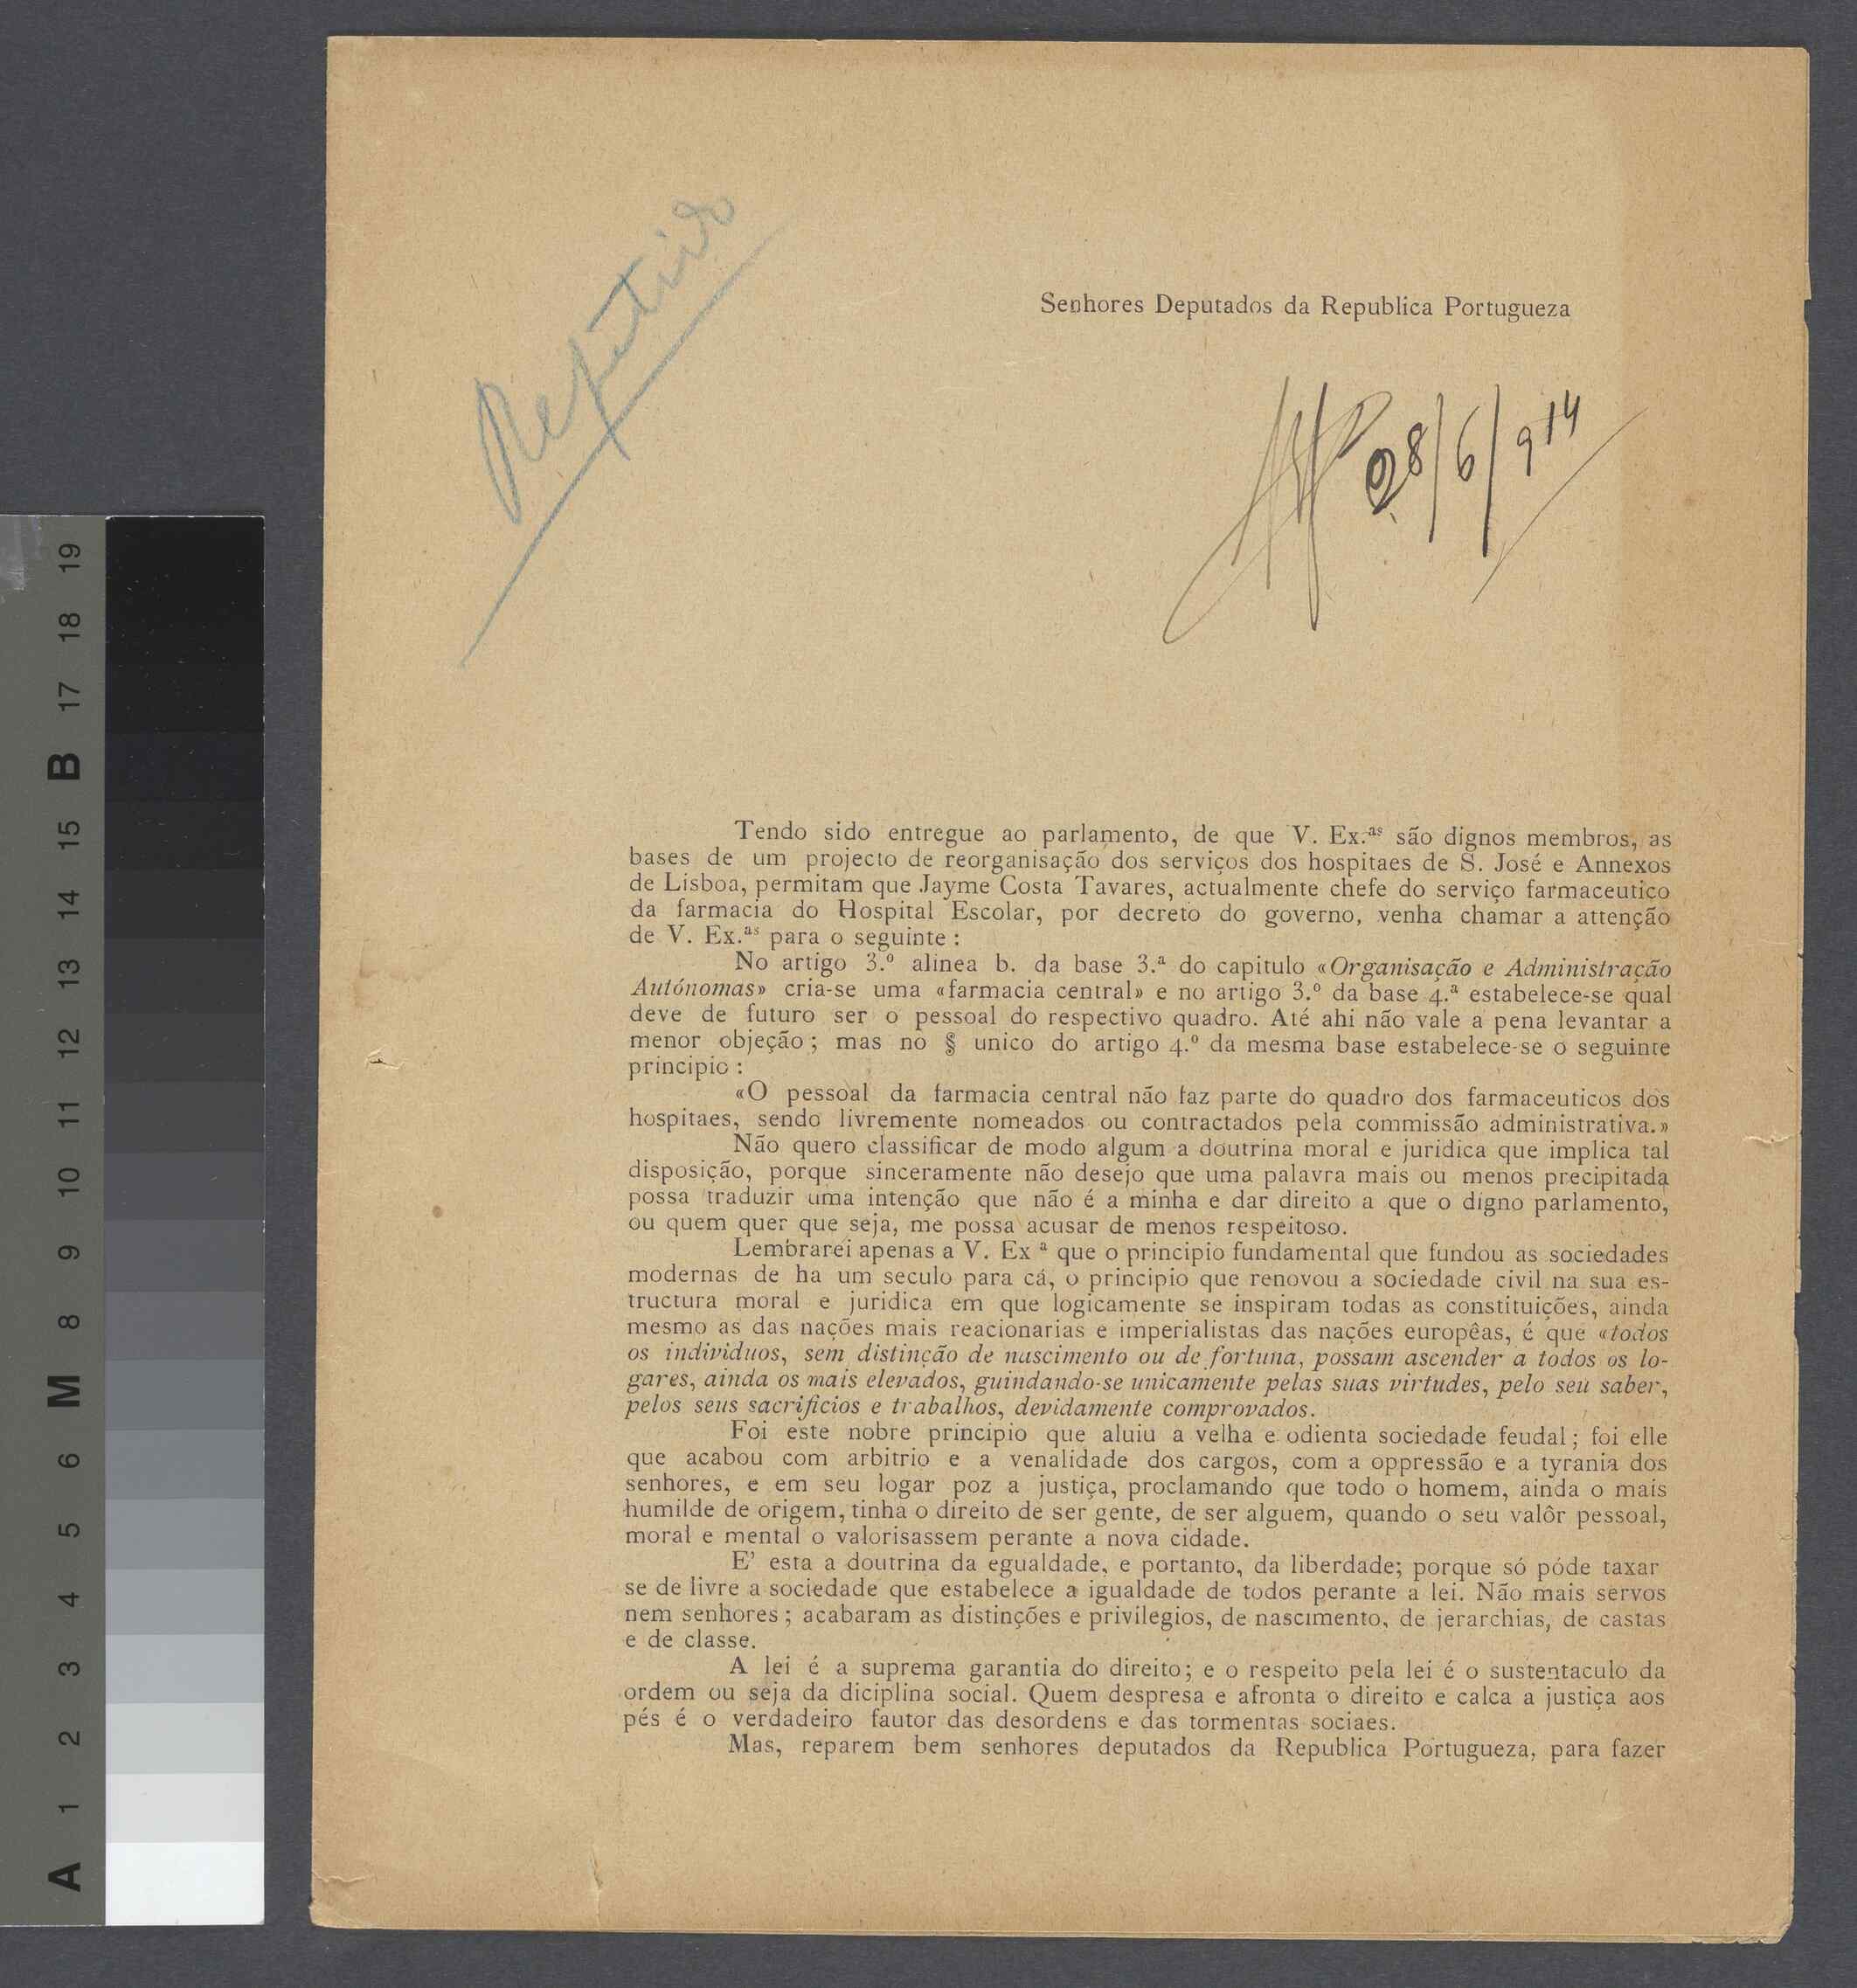 Repetido
Senhores Deputados da Republica Portugueza
28/6/914
Tendo sido entregue ao parlamento, de que V. Ex.ᵃˢ são dignos membros, as
bases de um projecto de reorganisação dos serviços dos hospitaes de S. José e Annexos
de Lisboa, permitam que Jayme Costa Tavares, actualmente chefe do serviço farmaceutico
da farmacia do Hospital Escolar, por decreto do governo, venha chamar a attenção
de V. Ex.ᵃˢ para o seguinte :
No artigo 3.º alinea b. da base 3.ª do capitulo «Organisação e Administração
Autónomas» cria-se uma «farmacia central» e no artigo 3.º da base 4.ª estabelece-se qual
deve de futuro ser o pessoal do respectivo quadro. Até ahi não vale a pena levantar a
menor objeção ; mas no § unico do artigo 4.º da mesma base estabelece-se o seguinte
principio :
«O pessoal da farmacia central não faz parte do quadro dos farmaceuticos dos
hospitaes, sendo livremente nomeados ou contractados pela commissão administrativa.»
Não quero classificar de modo algum a doutrina moral e juridica que implica tal
disposição, porque sinceramente não desejo que uma palavra mais ou menos precipitada
possa traduzir uma intenção que não é a minha e dar direito a que o digno parlamento,
ou quem quer que seja, me possa acusar de menos respeitoso.
Lembrarei apenas a V. Ex ª que o principio fundamental que fundou as sociedades
modernas de ha um seculo para cá, o principio que renovou a sociedade civil na sua es-
tructura moral e juridica em que logicamente se inspiram todas as constituições, ainda
mesmo as das nações mais reacionarias e imperialistas das nações europêas, é que «todos
os individuos, sem distinção de nascimento ou de fortuna, possam ascender a todos os lo-
gares, ainda os mais elevados, guindando-se unicamente pelas suas virtudes, pelo seu saber,
pelos seus sacrificios e trabalhos, devidamente comprovados.
Foi este nobre principio que aluiu a velha e odienta sociedade feudal ; foi elle
que acabou com arbitrio e a venalidade dos cargos, com a oppressão e a tyrania dos
senhores, e em seu logar poz a justiça, proclamando que todo o homem, ainda o mais
humilde de origem, tinha o direito de ser gente, de ser alguem, quando o seu valôr pessoal,
moral e mental o valorisassem perante a nova cidade.
E' esta a doutrina da egualdade, e portanto, da liberdade; porque só póde taxar
se de livre a sociedade que estabelece a igualdade de todos perante a lei. Não mais servos
nem senhores ; acabaram as distinções e privilegios, de nascimento, de jerarchias, de castas
e de classe.
A lei é a suprema garantia do direito; e o respeito pela lei é o sustentaculo da
ordem ou seja da diciplina social. Quem despresa e afronta o direito e calca a justiça aos
pés é o verdadeiro fautor das desordens e das tormentas sociaes.
Mas, reparem bem senhores deputados da Republica Portugueza, para fazer
A 1 2 3 4 5 6 M 8 9 10 11 12 13 14 15 B 17 18 19